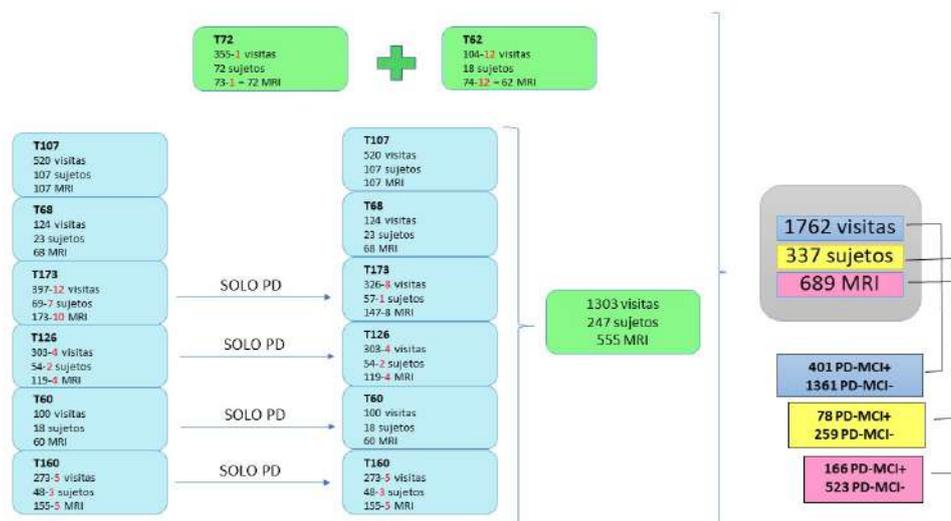 T72
355-1 visitas
72 sujetos
73-1 = 72 MRI
T62
104-12 visitas
18 sujetos
74-12 = 62 MRI
T107
520 visitas
107 sujetos
107 MRI
T68
124 visitas
23 sujetos
68 MRI
T173
397-12 visitas
69-7 sujetos
173-10 MRI
T126
303-4 visitas
54-2 sujetos
119-4 MRI
T60
100 visitas
18 sujetos
60 MRI
T160
273-5 visitas
48-3 sujetos
155-5 MRI
SOLO PD
SOLO PD
SOLO PD
SOLO PD
T107
520 visitas
107 sujetos
107 MRI
T68
124 visitas
23 sujetos
68 MRI
T173
326-8 visitas
57-1 sujetos
147-8 MRI
T126
303-4 visitas
54-2 sujetos
119-4 MRI
T60
100 visitas
18 sujetos
60 MRI
T160
273-5 visitas
48-3 sujetos
155-5 MRI
1303 visitas
247 sujetos
555 MRI
1762 visitas
337 sujetos
689 MRI
401 PD-MCI+
1361 PD-MCI-
78 PD-MCI+
259 PD-MCI-
166 PD-MCI+
523 PD-MCI-